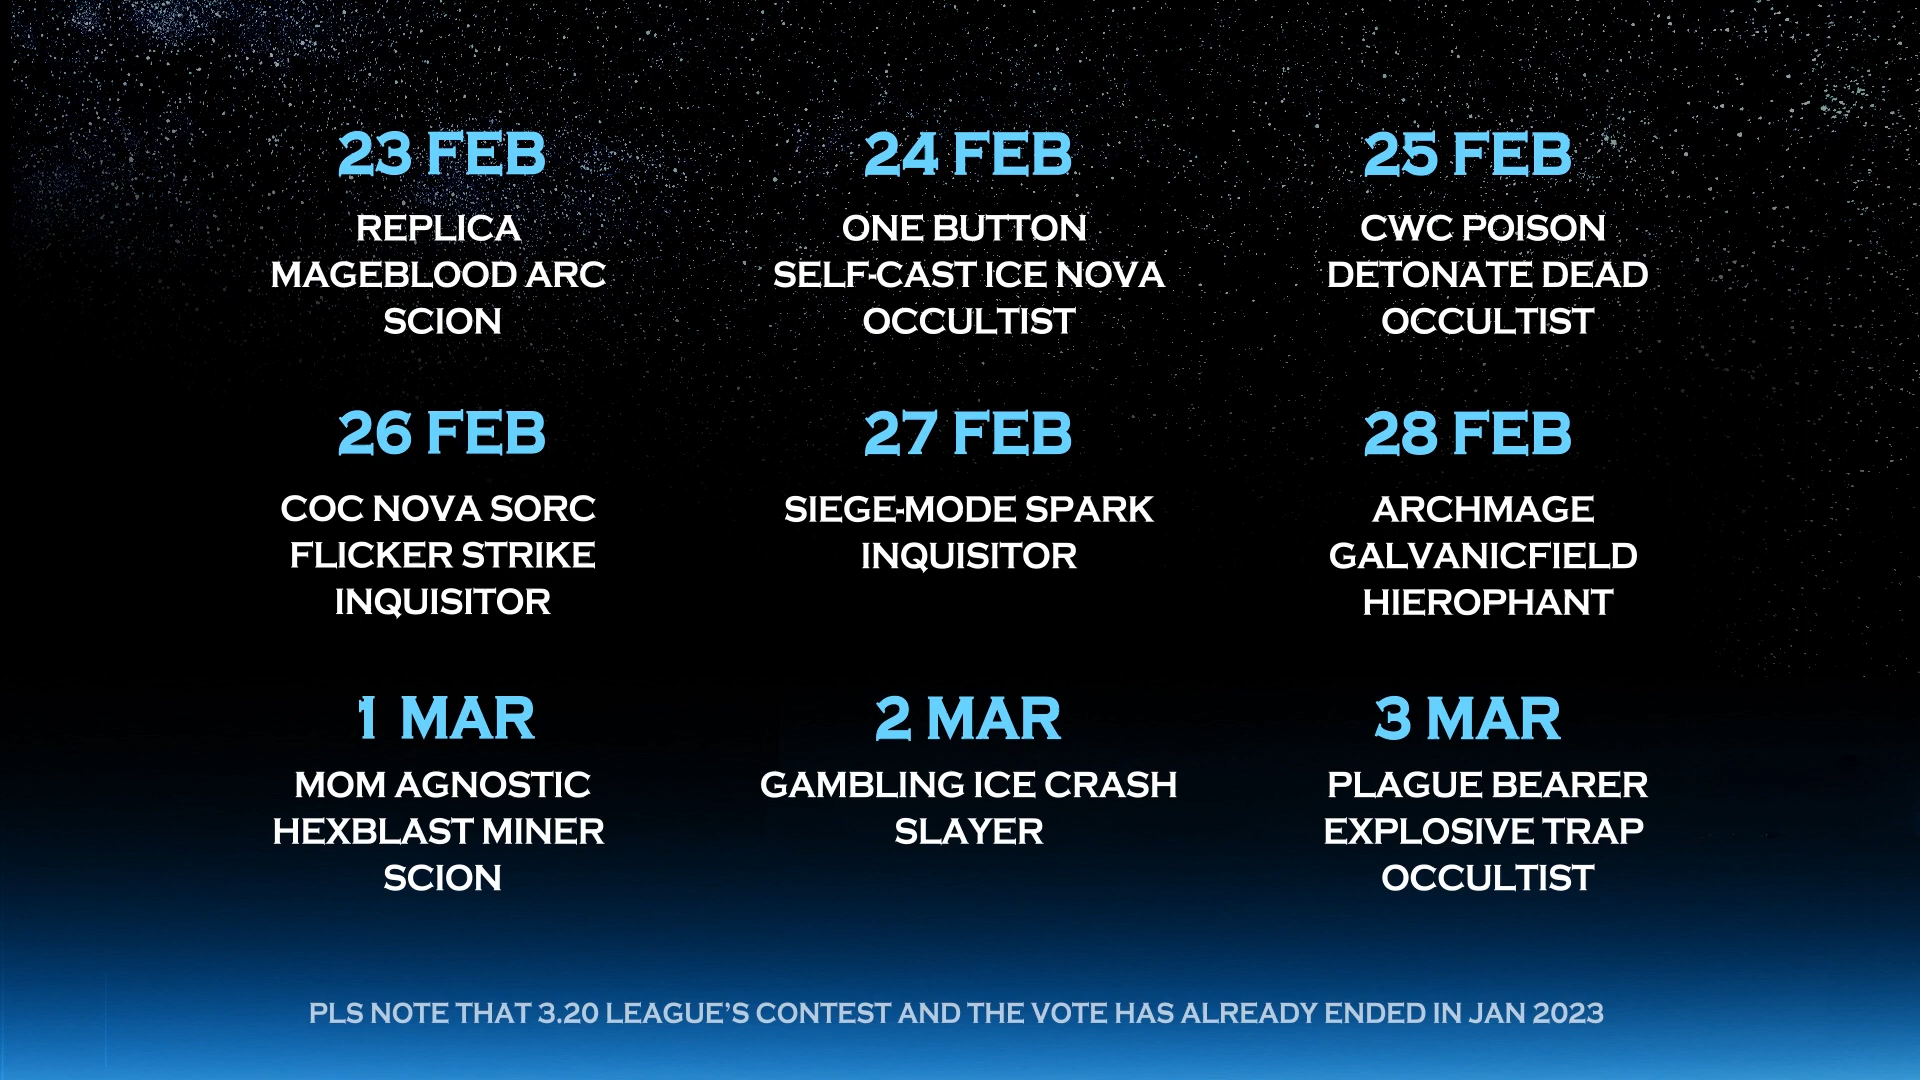 23 FEB
REPLICA
MAGEBLOOD ARC
SCION
24 FEB
ONE BUTTON
SELF-CAST ICE NOVA
OCCULTIST
25 FEB
CWC POISON
DETONATE DEAD
OCCULTIST
26 FEB
COC NOVA SORC
FLICKER STRIKE
INQUISITOR
27 FEB
SIEGE-MODE SPARK
INQUISITOR
28 FEB
ARCHMAGE
GALVANICFIELD
HIEROPHANT
1 MAR
MOM AGNOSTIC
HEXBLAST MINER
SCION
2 MAR
GAMBLING ICE CRASH
SLAYER
3 MAR
PLAGUE BEARER
EXPLOSIVE TRAP
OCCULTIST
PLS NOTE THAT 3.20 LEAGUE'S CONTEST AND THE VOTE HAS ALREADY ENDED IN JAN 2023